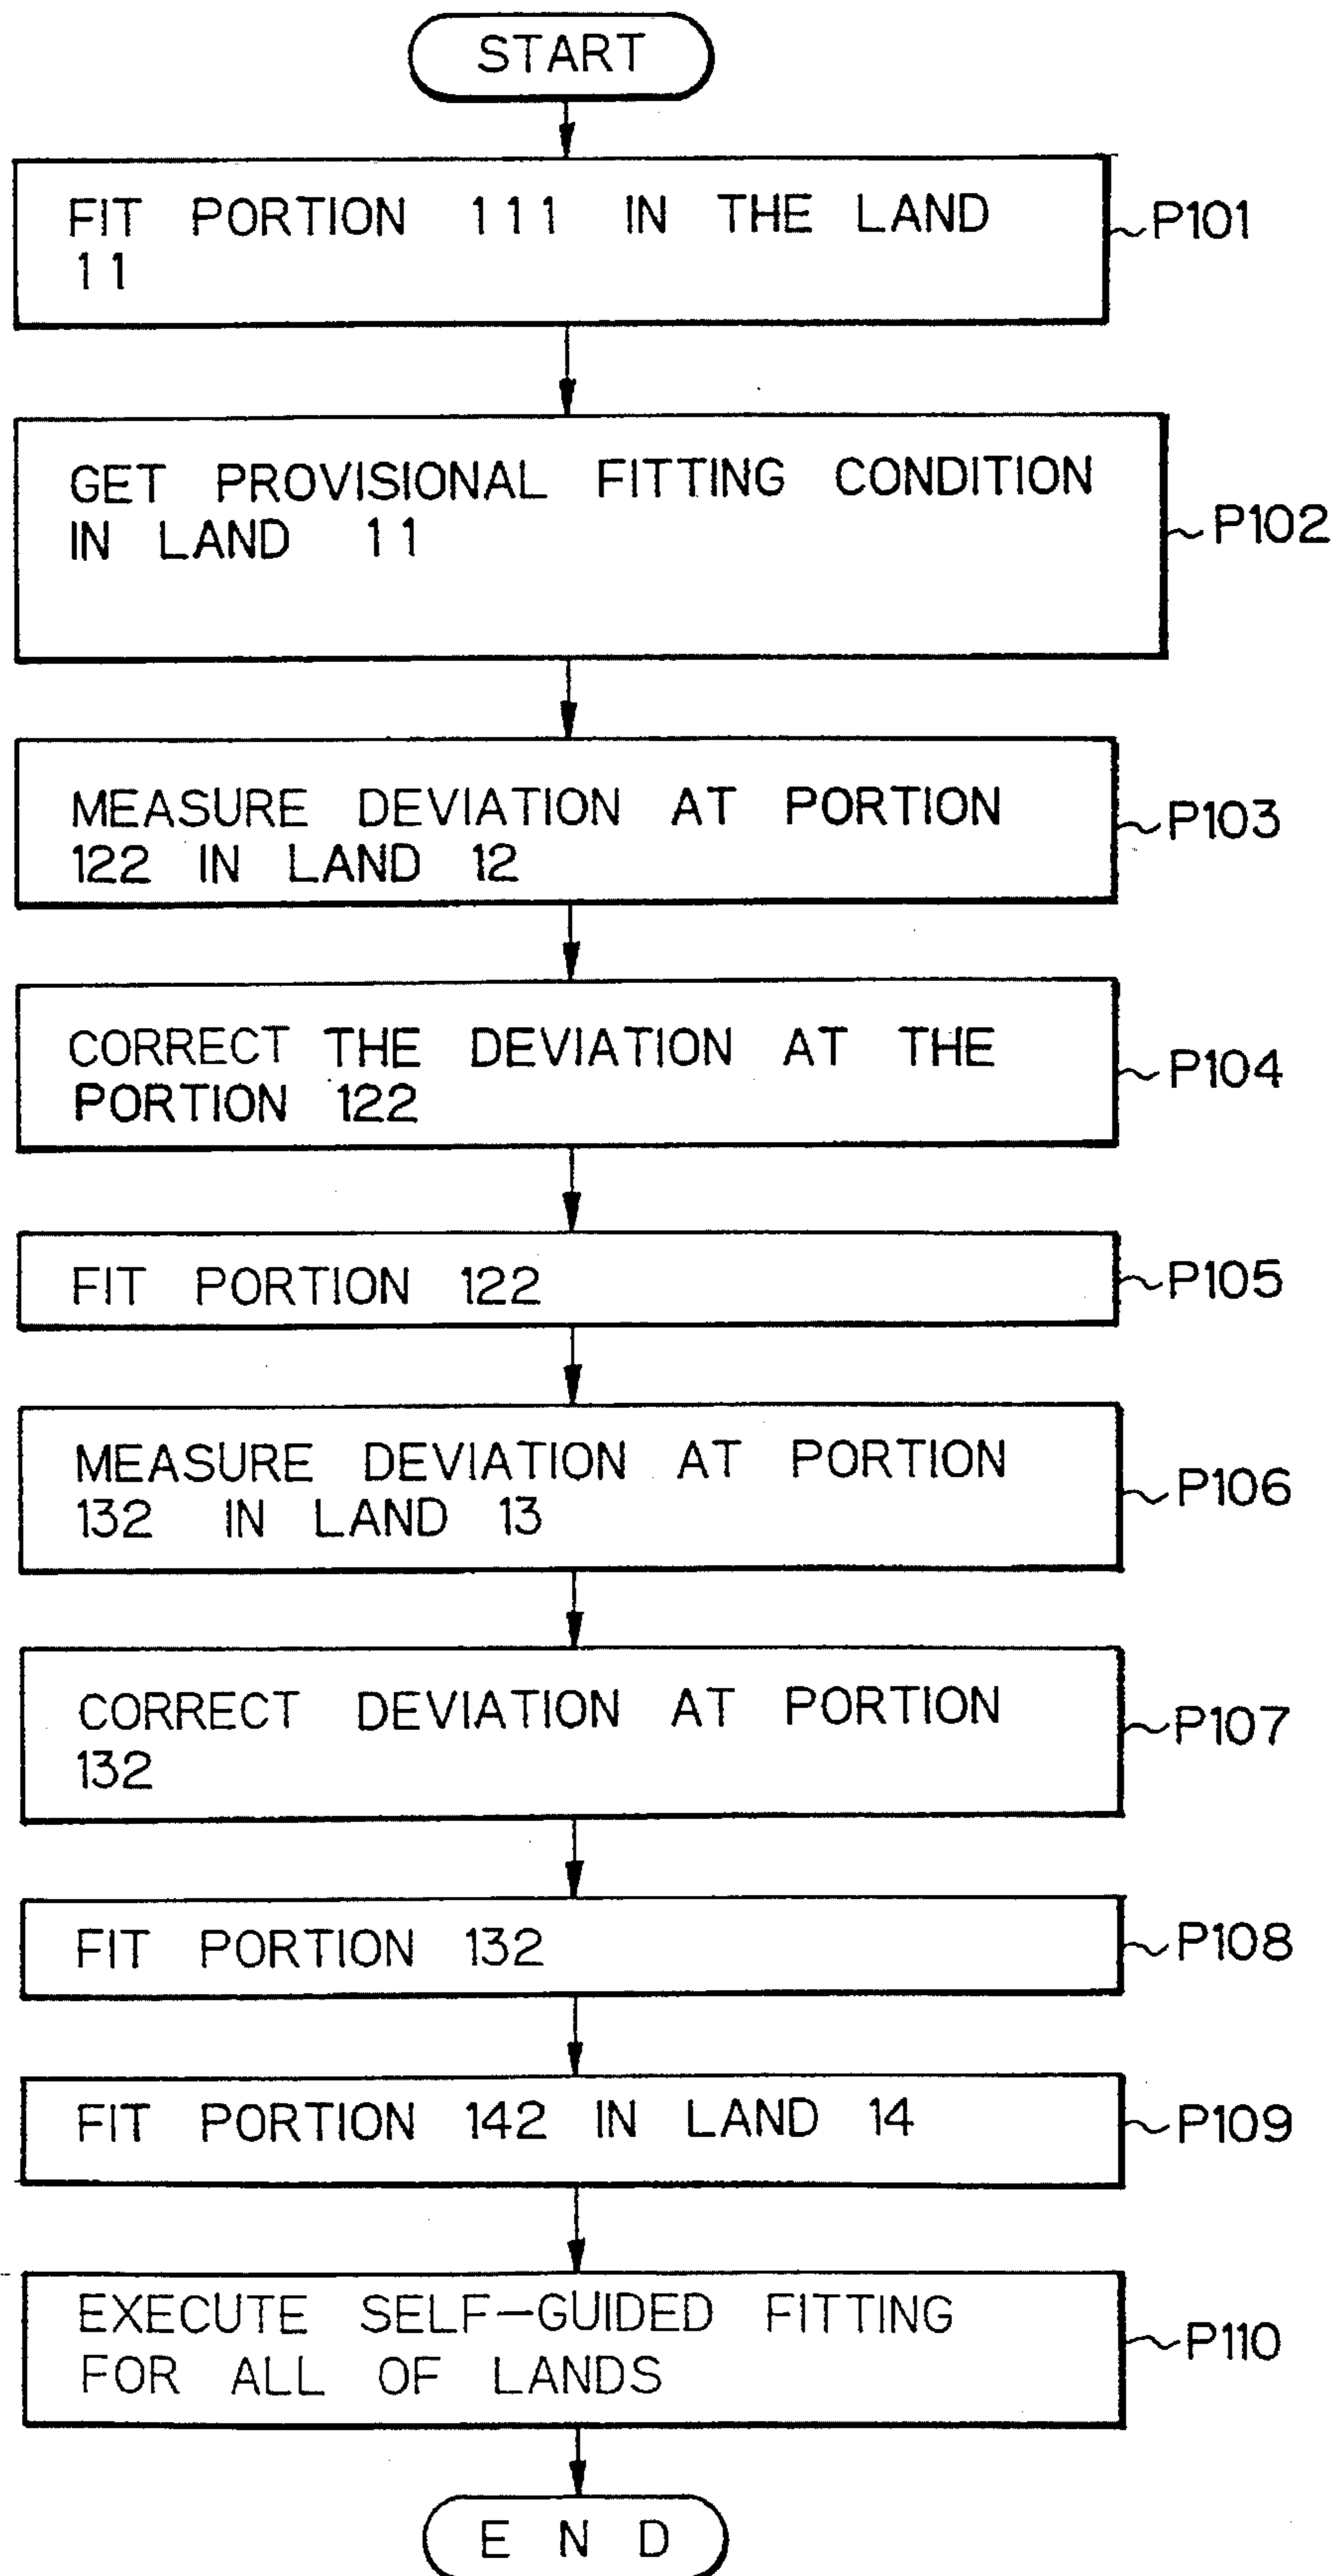 START
FIT PORTION 111 IN THE LAND
11
P101
GET PROVISIONAL FITTING CONDITION
IN LAND 11
P102
MEASURE DEVIATION AT PORTION
122 IN LAND 12
P103
CORRECT THE DEVIATION AT THE
PORTION 122
P104
FIT PORTION 122
P105
MEASURE DEVIATION AT PORTION
132 IN LAND 13
P106
CORRECT DEVIATION AT PORTION
132
P107
FIT PORTION 132
P108
FIT PORTION 142 IN LAND 14
P109
EXECUTE SELF-GUIDED FITTING
FOR ALL OF LANDS
P110
END